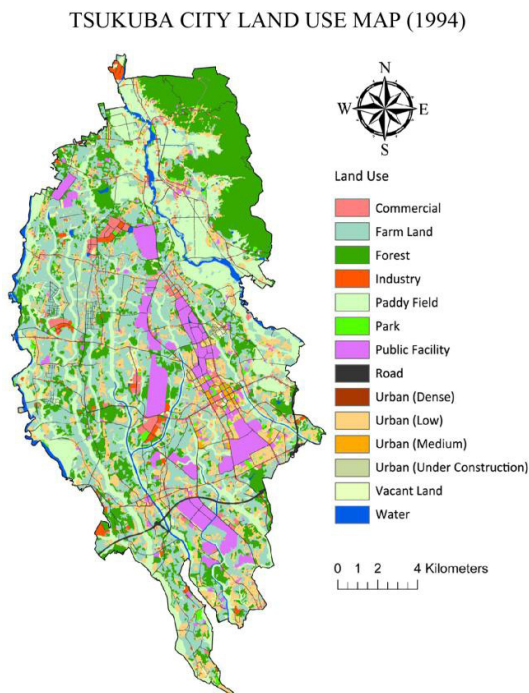 TSUKUBA CITY LAND USE MAP (1994)
N
W E
S
Land Use
Commercial
Farm Land
Forest
Industry
Paddy Field
Park
Public Facility
Road
Urban (Dense)
Urban (Low)
Urban (Medium)
Urban (Under Construction)
Vacant Land
Water
0 1 2 4 Kilometers